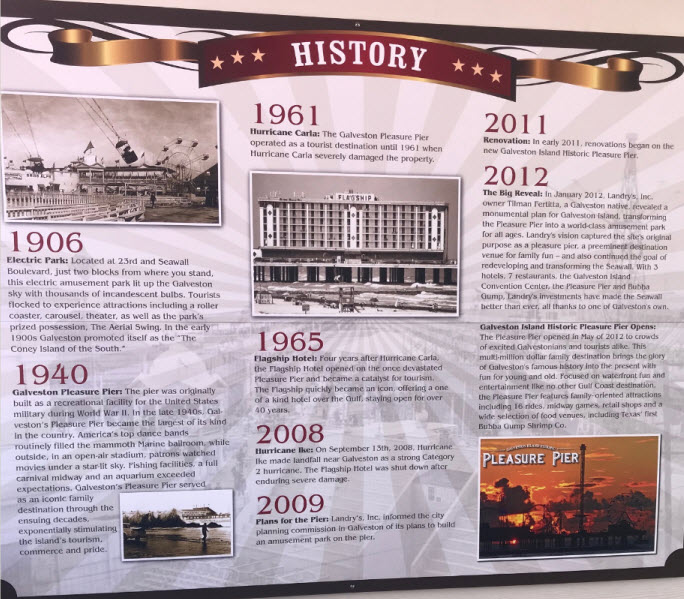 HISTORY
1906
Electric Park: Located at 23rd and Seawall
Boulevard, just two blocks from where you stand,
this electric amusement park lit up the Galveston
sky with thousands of incandescent bulbs. Tourists
flocked to experience attractions including a roller
coaster, carousel, theater, as well as the park's
prized possession, The Aerial Swing. In the early
1900s Galveston promoted itself as the "The
Coney Island of the South."
1940
Galveston Pleasure Pier: The pier was originally
built as a recreational facility for the United States
military during World War II. In the late 1940s, Gal-
veston's Pleasure Pier became the largest of its kind
in the country. America's top dance bands
routinely filled the mammoth Marine ballroom, while
outside, in an open-air stadium, patrons watched
movies under a star-lit sky. Fishing facilities, a full
carnival midway and an aquarium exceeded
expectations. Galveston's Pleasure Pier served
as an iconic family
destination through the
ensuing decades,
exponentially stimulating
the island's tourism,
commerce and pride.
1961
Hurricane Carla: The Galveston Pleasure Pier
operated as a tourist destination until 1961 when
Hurricane Carla severely damaged the property.
FLAGSHIP
1965
Flagship Hotel: Four years after Hurricane Carla,
the Flagship Hotel opened on the once devastated
Pleasure Pier and became a catalyst for tourism.
The Flagship quickly became an icon, offering a one
of a kind hotel over the Gulf, staying open for over
40 years.
2008
Hurricane Ike: On September 13th, 2008, Hurricane
Ike made landfall near Galveston as a strong Category
2 hurricane. The Flagship Hotel was shut down after
enduring severe damage.
2009
Plans for the Pier: Landry's, Inc. informed the city
planning commission in Galveston of its plans to build
an amusement park on the pier.
2011
Renovation: In early 2011, renovations began on the
new Galveston Island Historic Pleasure Pier.
2012
The Big Reveal: In January 2012, Landry's, Inc.
owner Tilman Fertitta, a Galveston native, revealed a
monumental plan for Galveston Island, transforming
the Pleasure Pier into a world-class amusement park
for all ages. Landry's vision captured the site's original
purpose as a pleasure pier, a preeminent destination
venue for family fun – and also continued the goal of
redeveloping and transforming the Seawall. With 3
hotels, 7 restaurants, the Galveston Island
Convention Center, the Pleasure Pier and Bubba
Gump, Landry's investments have made the Seawall
better than ever, all thanks to one of Galveston's own.
Galveston Island Historic Pleasure Pier Opens:
The Pleasure Pier opened in May of 2012 to crowds
of excited Galvestonians and tourists alike. This
multi-million dollar family destination brings the glory
of Galveston's famous history into the present with
fun for young and old. Focused on waterfront fun and
entertainment like no other Gulf Coast destination,
the Pleasure Pier features family-oriented attractions
including 16 rides, midway games, retail shops and a
wide selection of food venues, including Texas' first
Bubba Gump Shrimp Co.
PLEASURE PIER